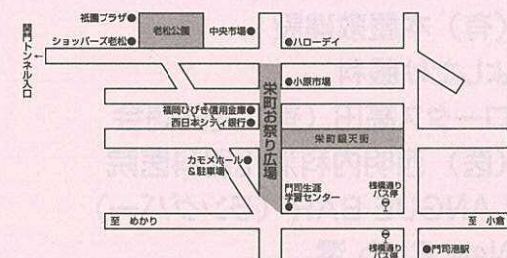 祇園プラザ●
ショッパーズ老松●
老松公園
中央市場●
●ハローデイ
関門トンネル入口
←
●小原市場
福岡ひびき信用金庫●
西日本シティ銀行●
栄町お祭り広場
栄町銀天街
カモメホール●
&駐車場
門司生涯
学習センター
●
桟橋通り
バス停
至 めかり
至 小倉
桟橋通り
バス停
●門司港駅